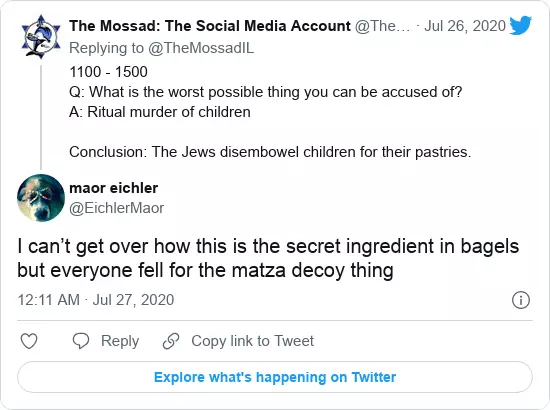 The Mossad: The Social Media Account @The... · Jul 26, 2020
Replying to @TheMossadIL
1100 - 1500
Q: What is the worst possible thing you can be accused of?
A: Ritual murder of children
Conclusion: The Jews disembowel children for their pastries.
maor eichler
@EichlerMaor
I can’t get over how this is the secret ingredient in bagels
but everyone fell for the matza decoy thing
12:11 AM · Jul 27, 2020
Reply
Copy link to Tweet
Explore what's happening on Twitter